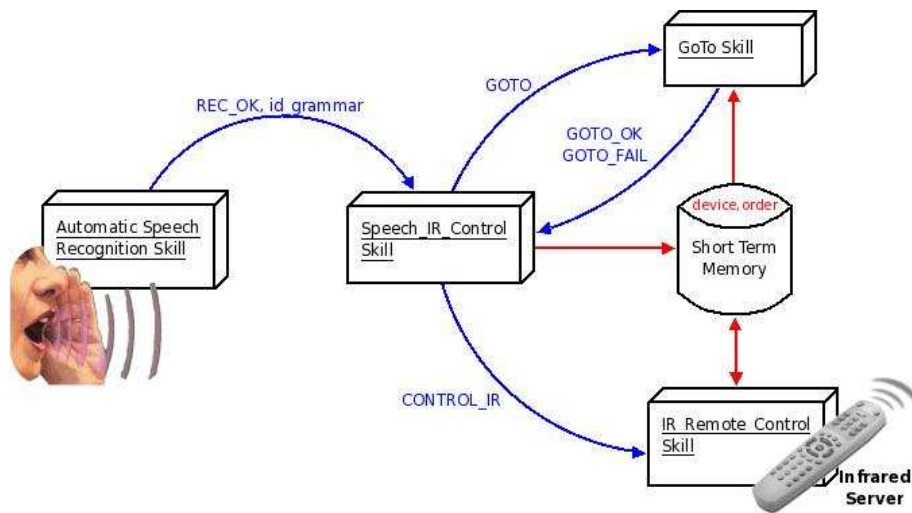 GoTo Skill
GOTO
REC_OK, id_grammar
GOTO_OK
GOTO_FAIL
device, order
Automatic Speech
Recognition Skill
Speech_IR_Control
Skill
Short Term
Memory
CONTROL_IR
IR_Remote_Control
Skill
Infrared
Server